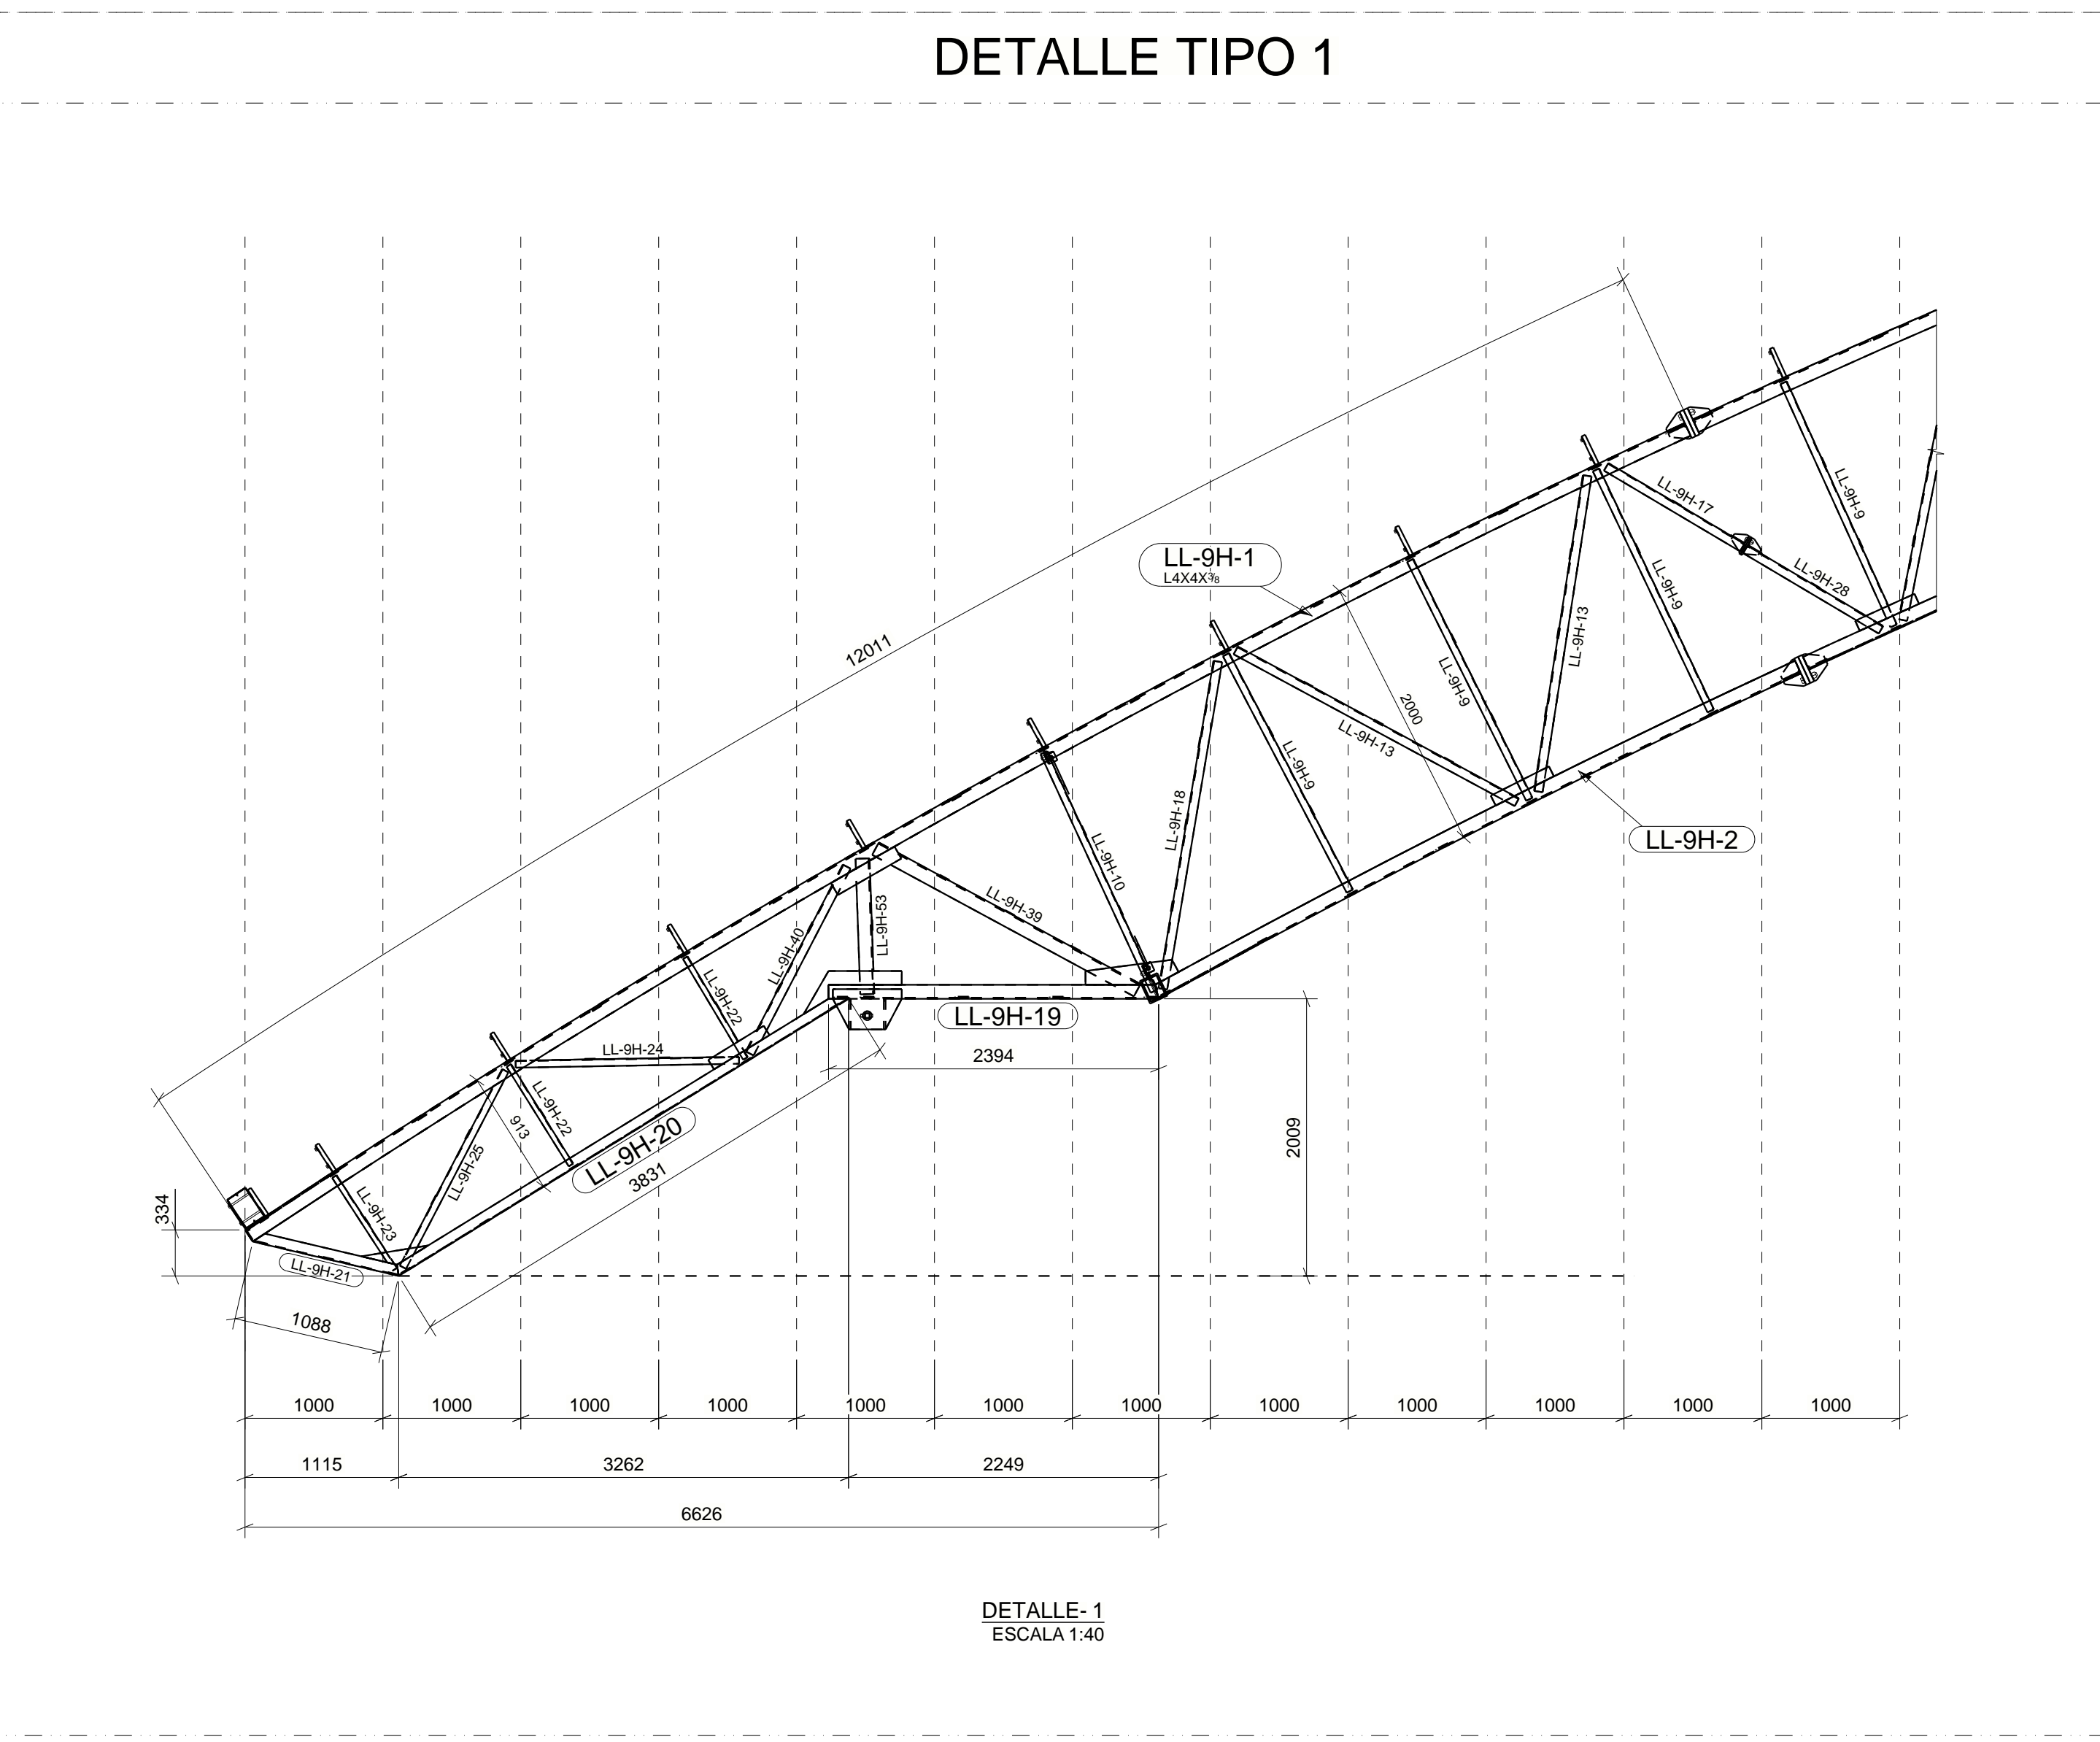 DETALLE TIPO 1
12011
LL-9H-1
L4X4X⅜
LL-9H-17
LL-9H-9
LL-9H-28
LL-9H-9
LL-9H-13
LL-9H-9
2000
LL-9H-13
LL-9H-9
LL-9H-18
LL-9H-2
LL-9H-10
LL-9H-39
LL-9H-53
LL-9H-40
LL-9H-22
LL-9H-19
LL-9H-24
2394
LL-9H-22
913
LL-9H-20
3831
2009
LL-9H-25
LL-9H-23
334
LL-9H-21
1088
1000 1000 1000 1000 1000 1000 1000 1000 1000 1000 1000 1000
1115 3262 2249
6626
DETALLE- 1
ESCALA 1:40